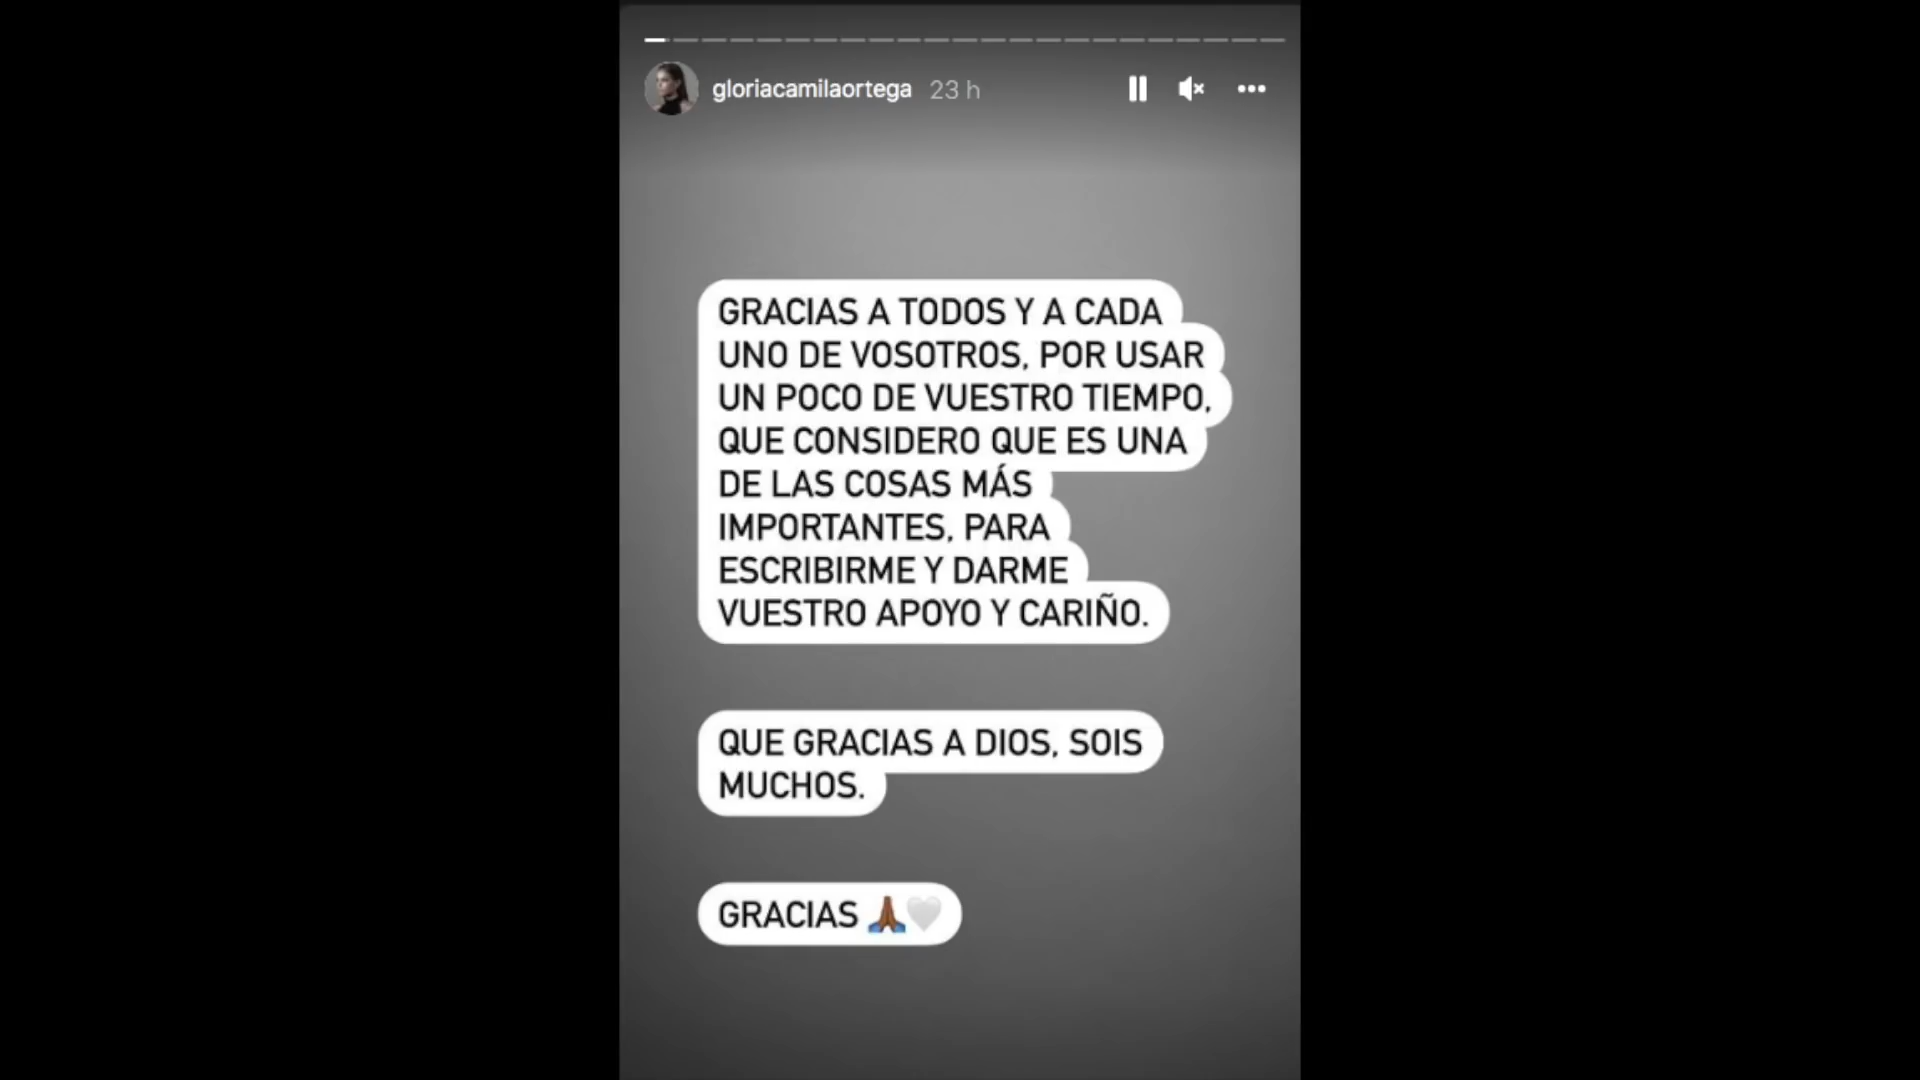 gloriacamilaortega 23 h
GRACIAS A TODOS Y A CADA
UNO DE VOSOTROS, POR USAR
UN POCO DE VUESTRO TIEMPO,
QUE CONSIDERO QUE ES UNA
DE LAS COSAS MÁS
IMPORTANTES, PARA
ESCRIBIRME Y DARME
VUESTRO APOYO Y CARIÑO.
QUE GRACIAS A DIOS, SOIS
MUCHOS.
GRACIAS 🙏🏾🤍